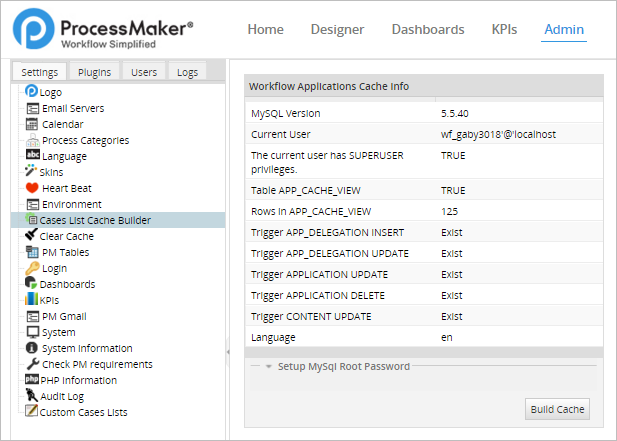 ProcessMaker®
Workflow Simplified
Home Designer Dashboards KPIs Admin
Settings Plugins Users Logs
Logo
Email Servers
Calendar
Process Categories
abc Language
Skins
Heart Beat
Environment
Cases List Cache Builder
Clear Cache
PM Tables
Login
Dashboards
KPIs
PM Gmail
System
System information
Check PM requirements
php PHP Information
Audit Log
Custom Cases Lists
Workflow Applications Cache Info
MySQL Version 5.5.40
Current User wf_gaby3018'@'localhost
The current user has SUPERUSER TRUE
privileges.
Table APP_CACHE_VIEW TRUE
Rows in APP_CACHE_VIEW 125
Trigger APP_DELEGATION INSERT Exist
Trigger APP_DELEGATION UPDATE Exist
Trigger APPLICATION UPDATE Exist
Trigger APPLICATION DELETE Exist
Trigger CONTENT UPDATE Exist
Language en
Setup MySql Root Password
Build Cache